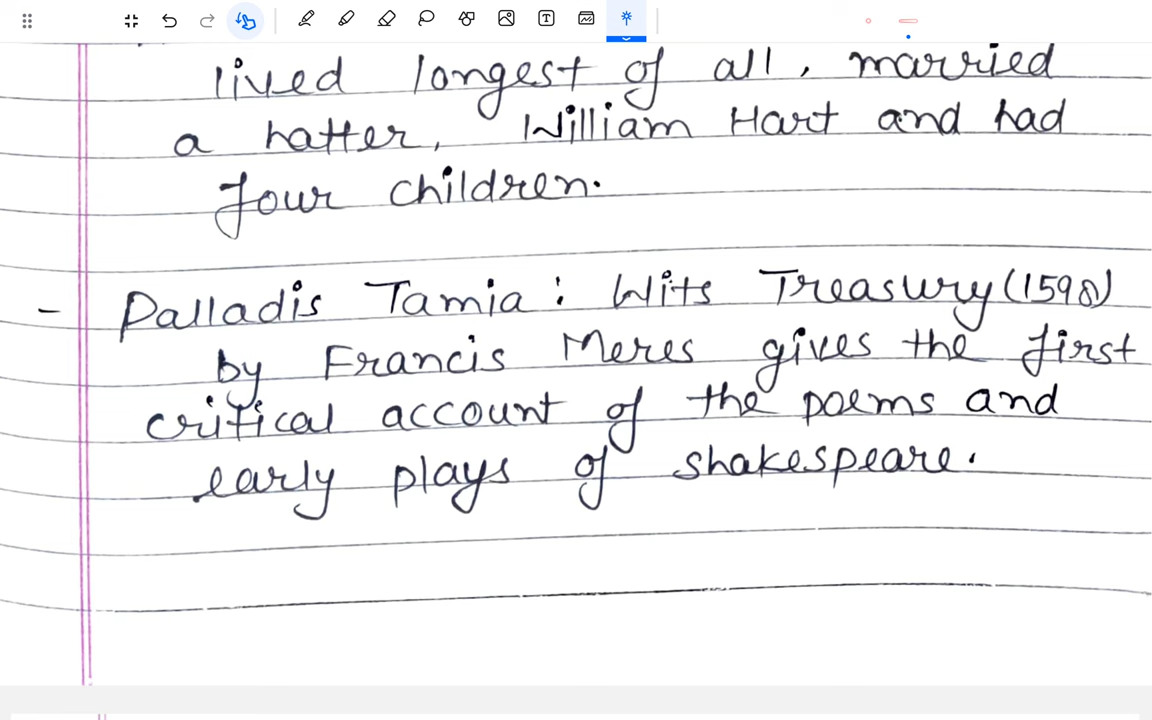 lived longest of all, married
a hatter, William Hart and had
four children.
- Palladis Tamia : Wits Treasury (1598)
by Francis Meres gives the first
critical account of the poems and
early plays of shakespeare.